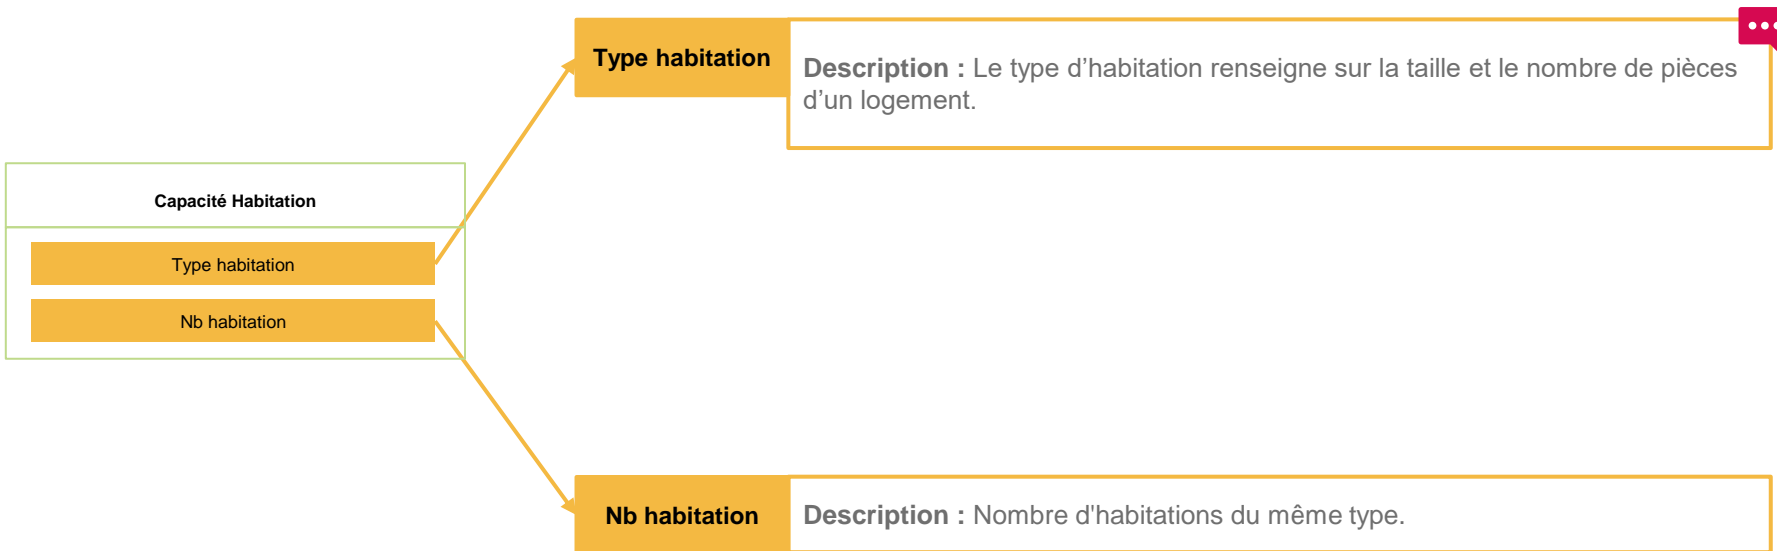 Type habitation
Description : Le type d’habitation renseigne sur la taille et le nombre de pièces
d’un logement.
Capacité Habitation
Type habitation
Nb habitation
Nb habitation
Description : Nombre d'habitations du même type.